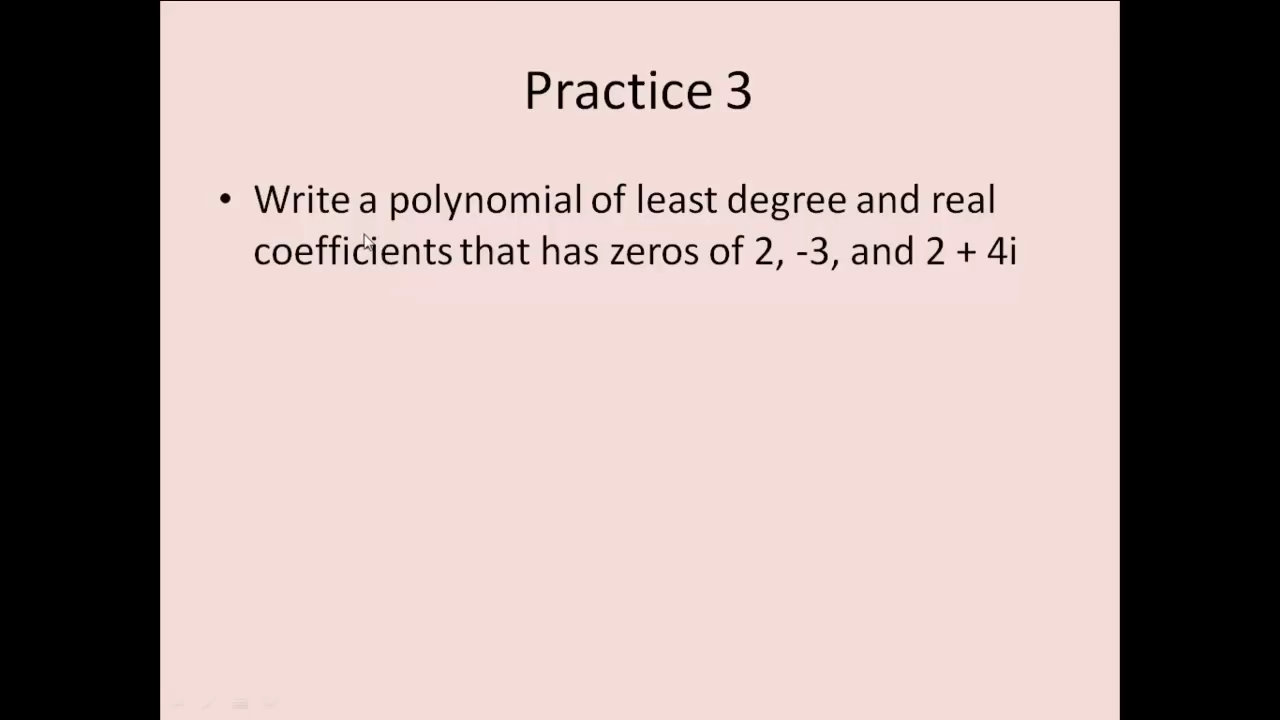 Practice 3
• Write a polynomial of least degree and real
coefficients that has zeros of 2, -3, and 2 + 4i